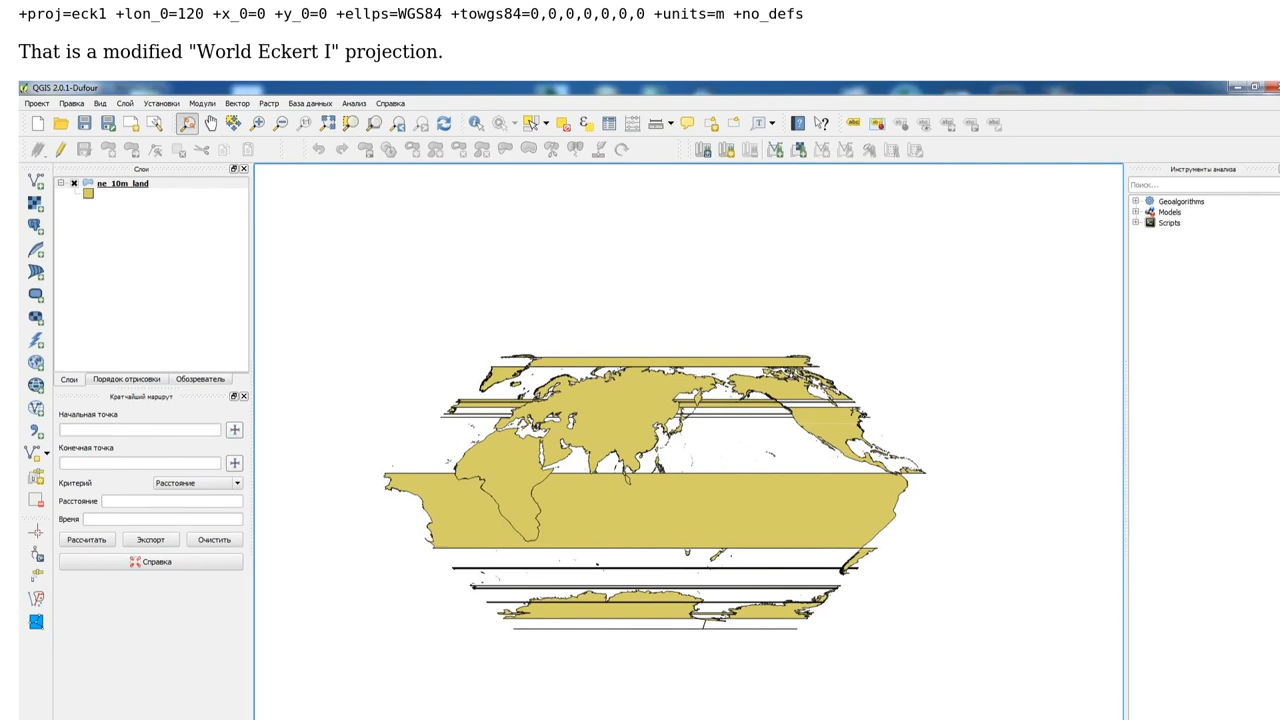 +proj=eck1 +lon_0=120 +x_0=0 +y_0=0 +ellps=WGS84 +towgs84=0,0,0,0,0,0,0 +units=m +no_defs
That is a modified "World Eckert I" projection.
QGIS 2.0.1-Dufour
Проект Правка Вид Слой Установки Модули Вектор Растр База данных Анализ Справка
Слои
ne_10m_land
Слои Порядок отрисовки Обозреватель
Кратчайший маршрут
Начальная точка
Конечная точка
Критерий Расстояние
Расстояние
Время
Рассчитать Экспорт Очистить
Справка
Инструменты анализа
Поиск...
Geoalgorithms
Models
Scripts